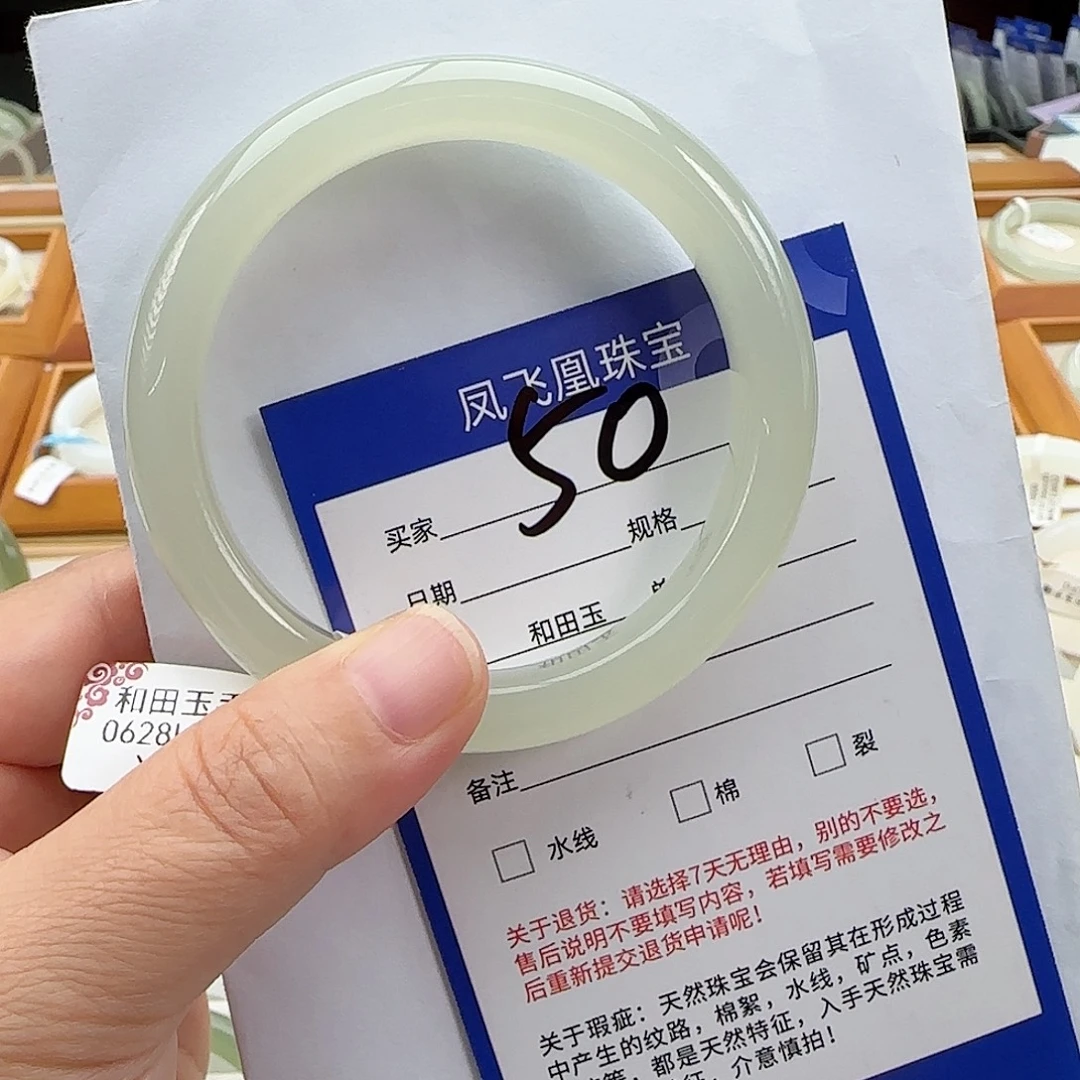 凤飞凰珠宝
50
买家
规格
日期
和田玉
备注
水线
棉
裂
关于退货：请选择7天无理由，别的不要选，
售后说明不要填写内容，若填写需要修改之
后重新提交退货申请呢！
关于瑕疵：天然珠宝会保留其在形成过程
中产生的纹路，棉絮，水线，矿点，色素
等，都是天然特征，入手天然珠宝需
征，介意慎拍！
和田玉手
0628